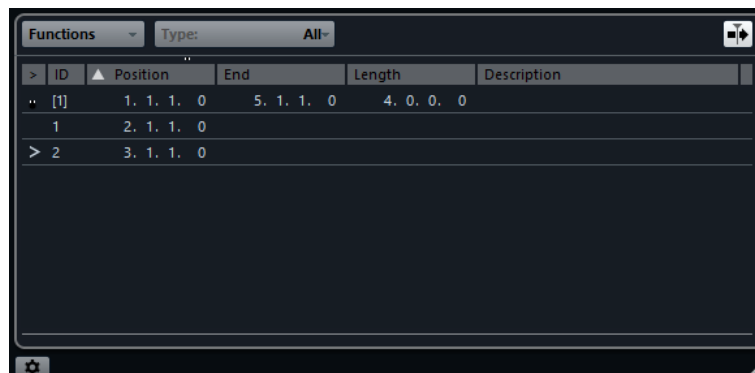 Functions Type: All
> ID Position End Length Description
[1] 1. 1. 1. 0 5. 1. 1. 0 4. 0. 0. 0
1 2. 1. 1. 0
> 2 3. 1. 1. 0